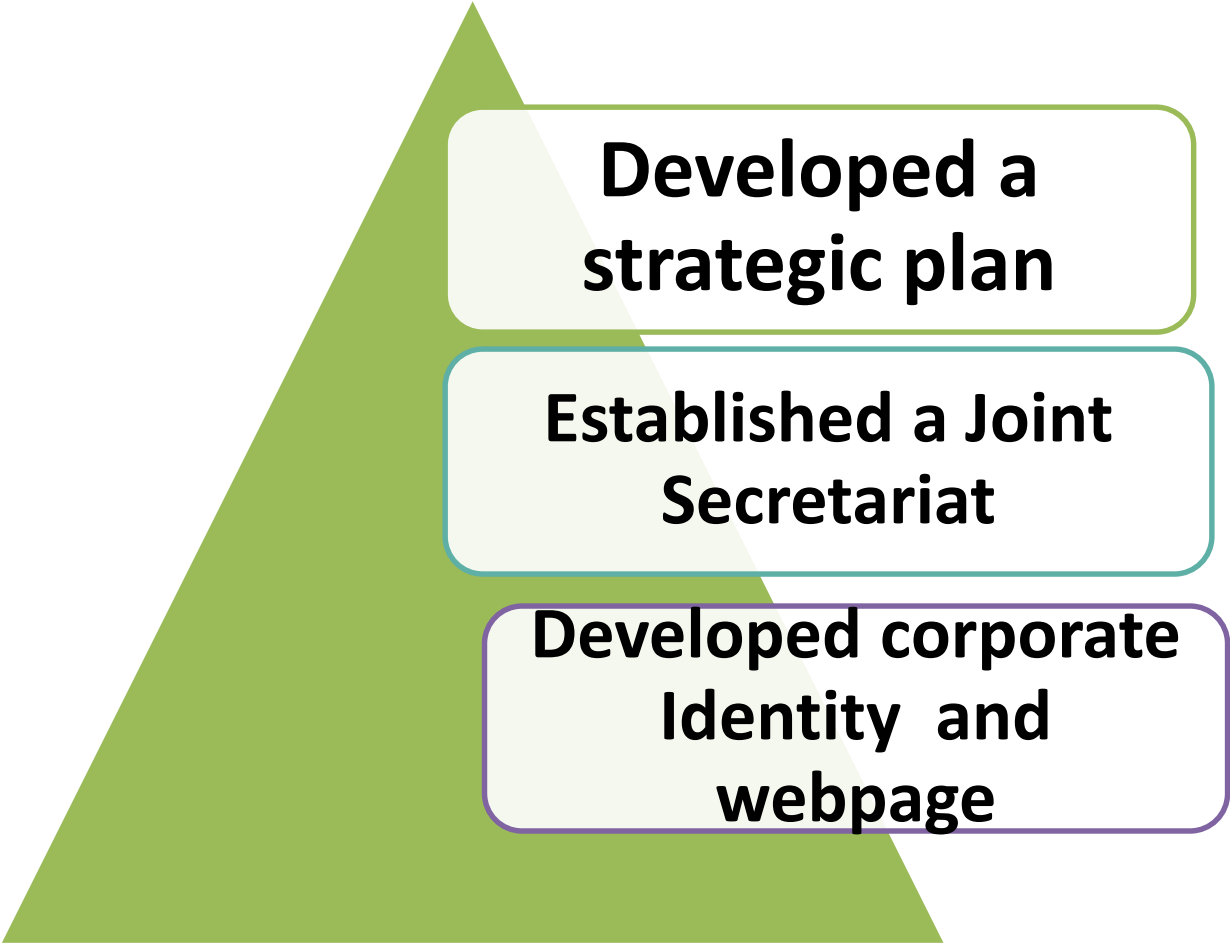 Developed a
strategic plan
Established a Joint
Secretariat
Developed corporate
Identity  and
webpage